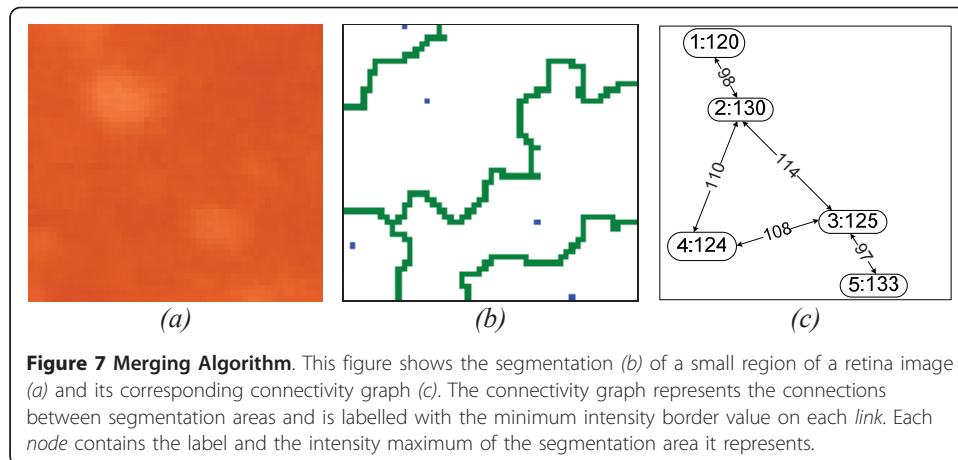 1:120
98
2:130
110
114
3:125
108
4:124
97
5:133
(a)
(b)
(c)
Figure 7 Merging Algorithm. This figure shows the segmentation (b) of a small region of a retina image
(a) and its corresponding connectivity graph (c). The connectivity graph represents the connections
between segmentation areas and is labelled with the minimum intensity border value on each link. Each
node contains the label and the intensity maximum of the segmentation area it represents.